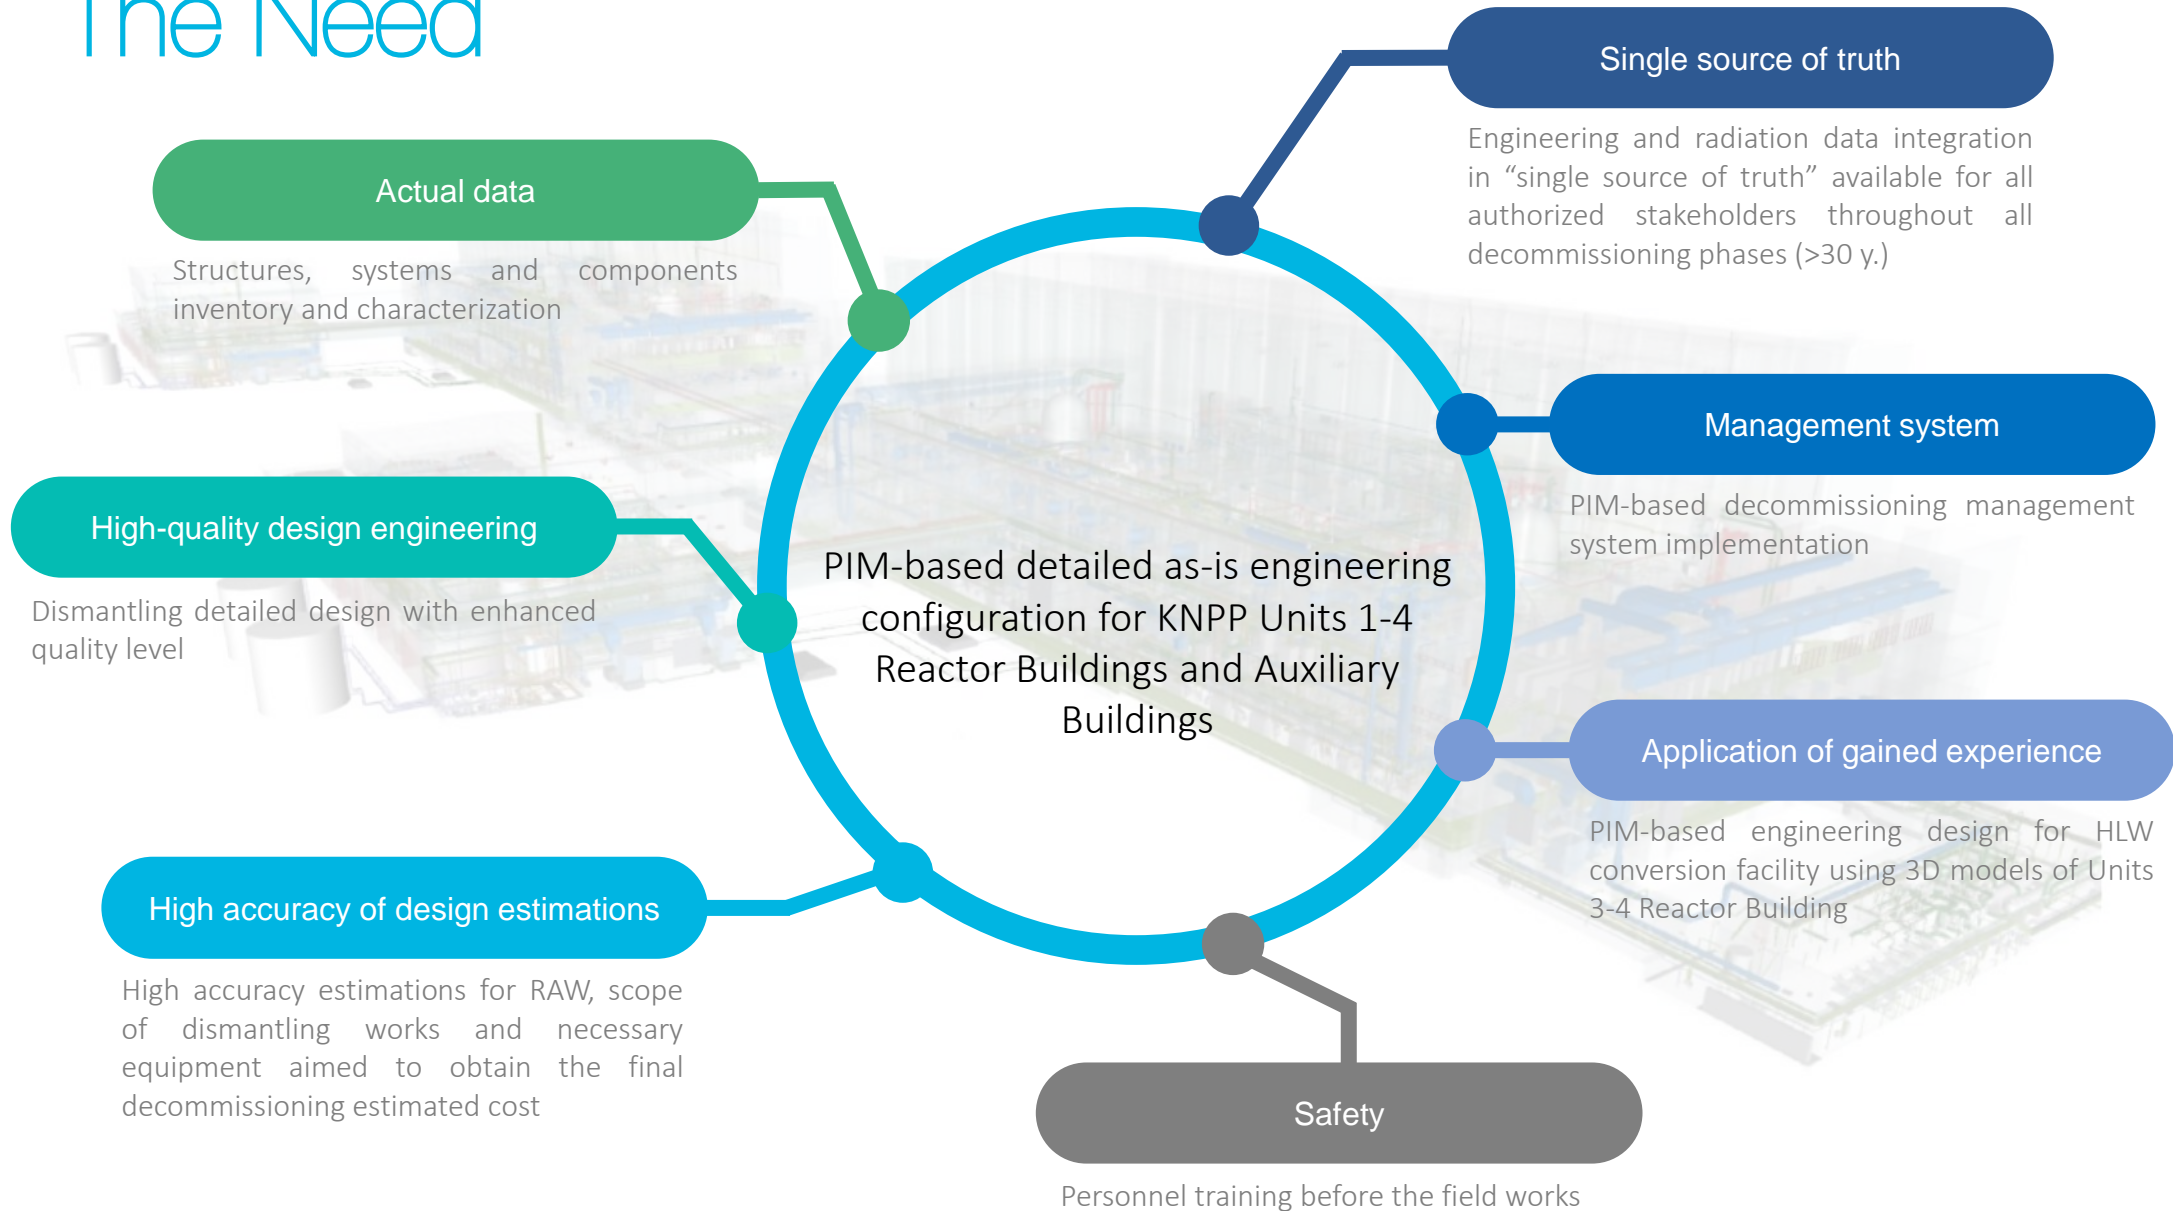 The Need
Single source of truth
Engineering and radiation data integration
in “single source of truth” available for all
authorized stakeholders throughout all
decommissioning phases (>30 y.)
Actual data
Structures, systems and components
inventory and characterization
Management system
PIM-based decommissioning management
system implementation
High-quality design engineering
Dismantling detailed design with enhanced
quality level
PIM-based detailed as-is engineering
configuration for KNPP Units 1-4
Reactor Buildings and Auxiliary
Buildings
Application of gained experience
PIM-based engineering design for HLW
conversion facility using 3D models of Units
3-4 Reactor Building
High accuracy of design estimations
High accuracy estimations for RAW, scope
of dismantling works and necessary
equipment aimed to obtain the final
decommissioning estimated cost
Safety
Personnel training before the field works